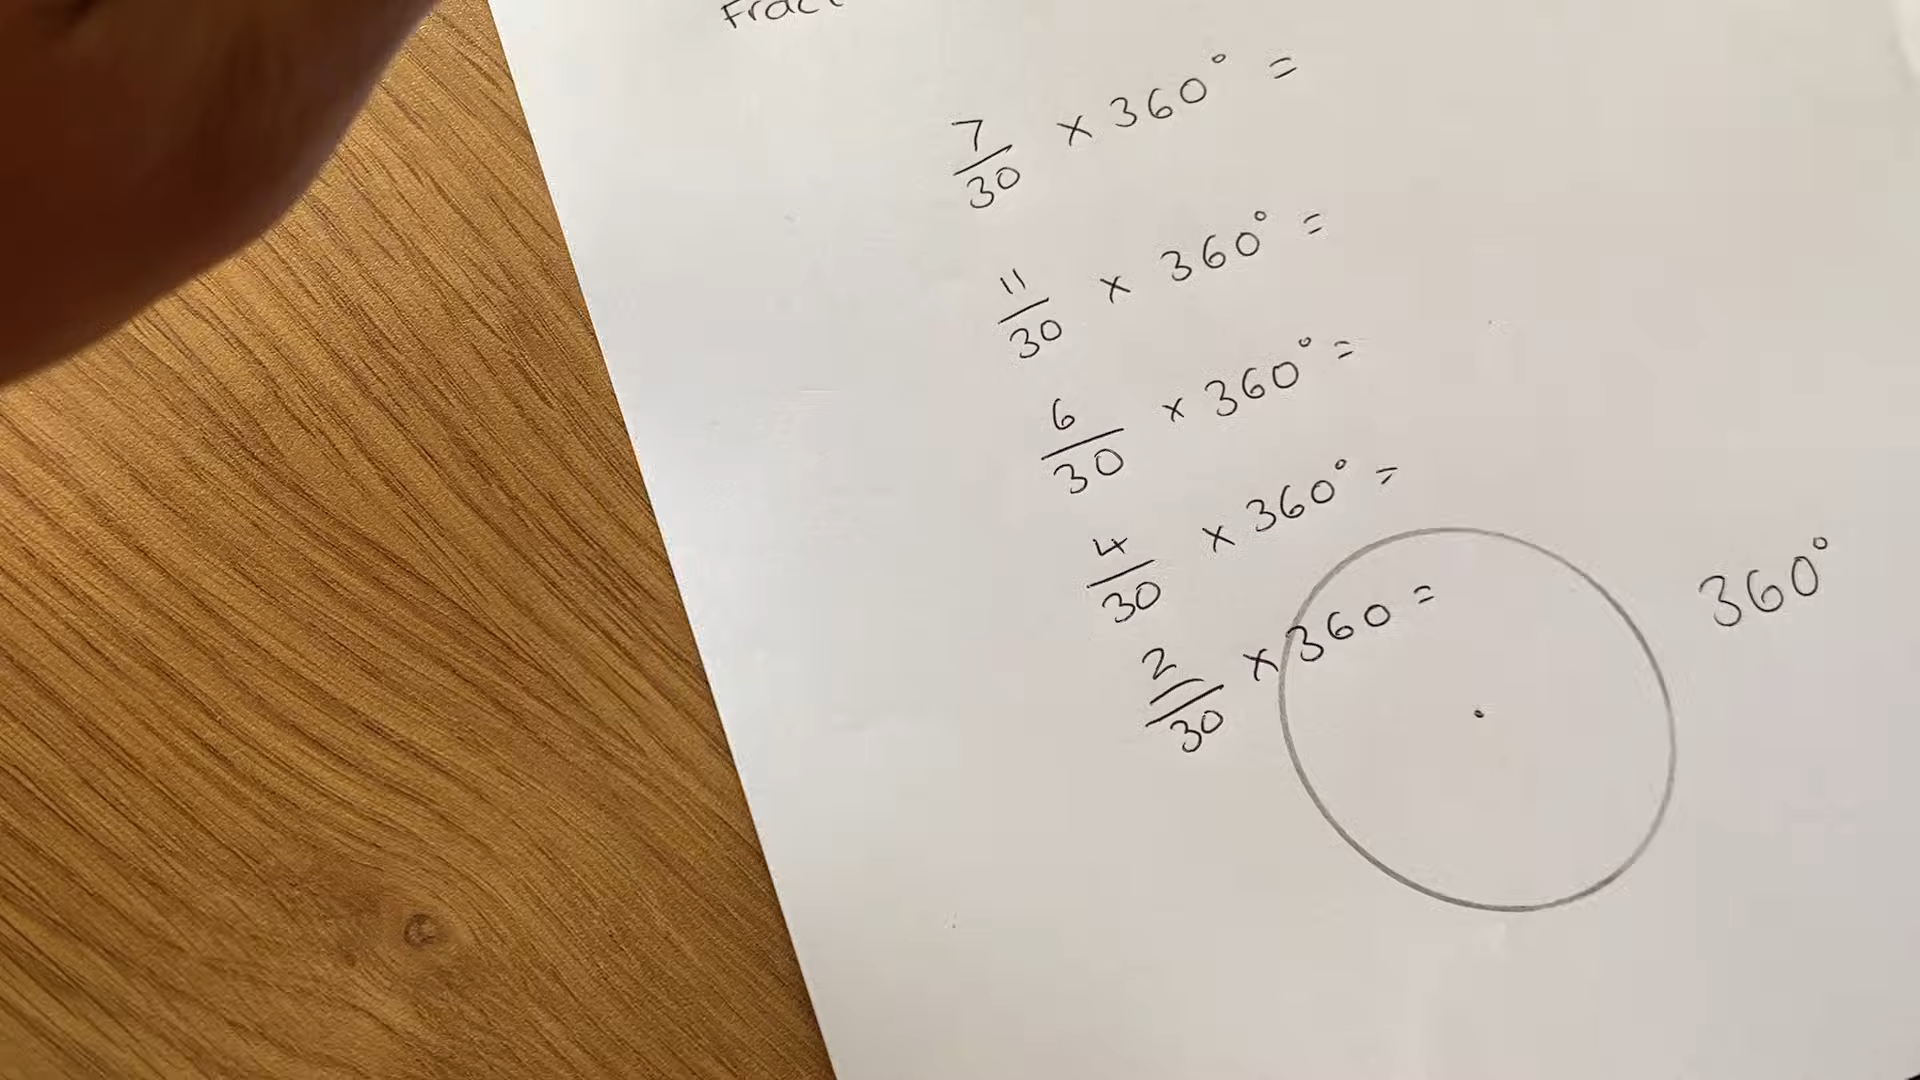 7/30 × 360° =
11/30 × 360° =
6/30 × 360° =
4/30 × 360° =
2/30 × 360 =
360°